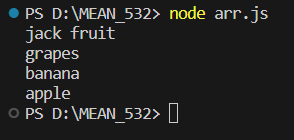 PS D:\MEAN_532> node arr.js
jack fruit
grapes
banana
apple
PS D:\MEAN_532>